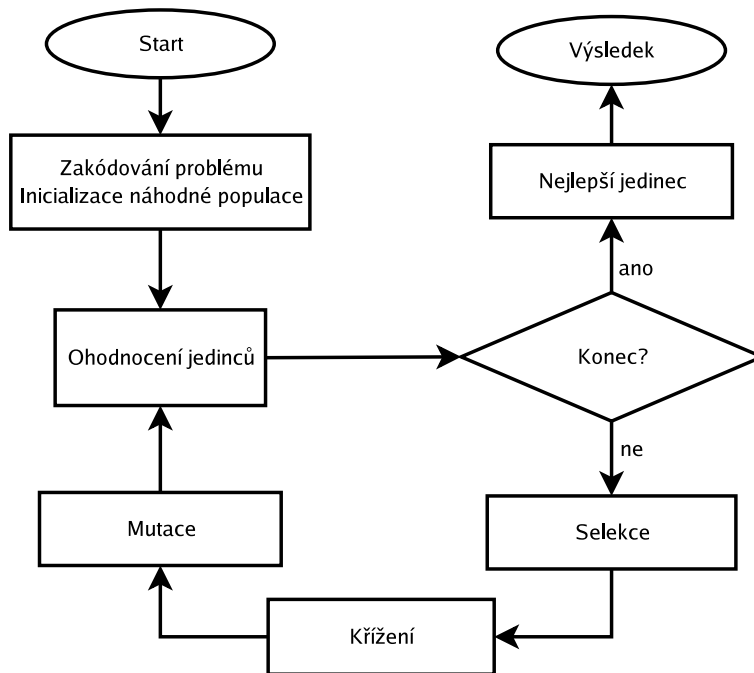 Start
Výsledek
Zakódování problému
Inicializace náhodné populace
Nejlepší jedinec
ano
Ohodnocení jedinců
Konec?
ne
Mutace
Selekce
Křížení